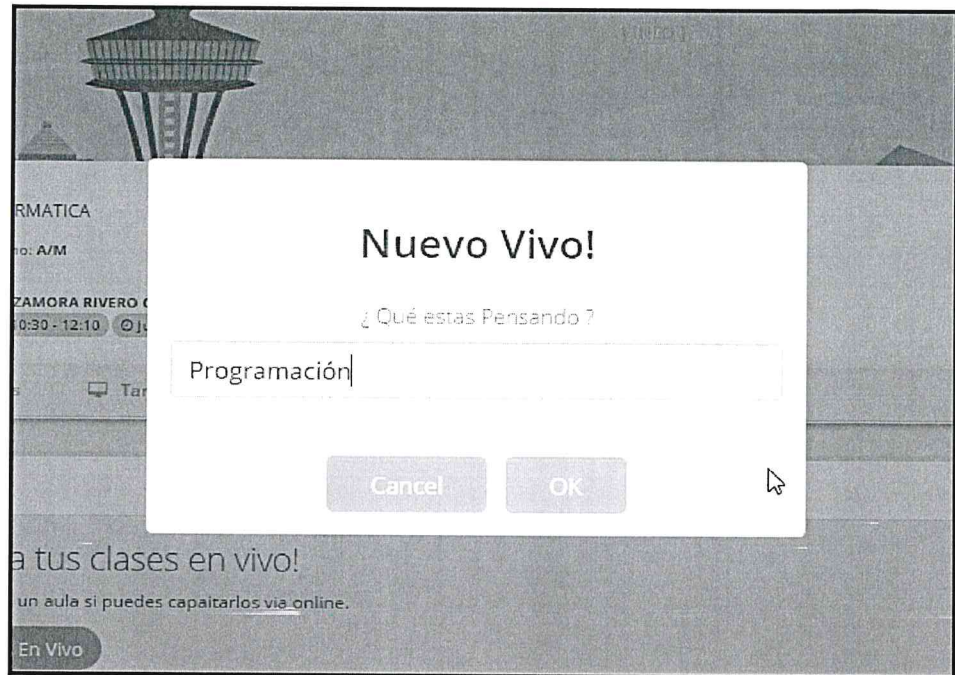 RMATICA
no: A/M
ZAMORA RIVERO
0:30 - 12:10
Nuevo Vivo!
¿ Qué estas Pensando ?
Programación
Tar
Cancel OK
a tus clases en vivo!
un aula si puedes capaitarlos via online.
En Vivo